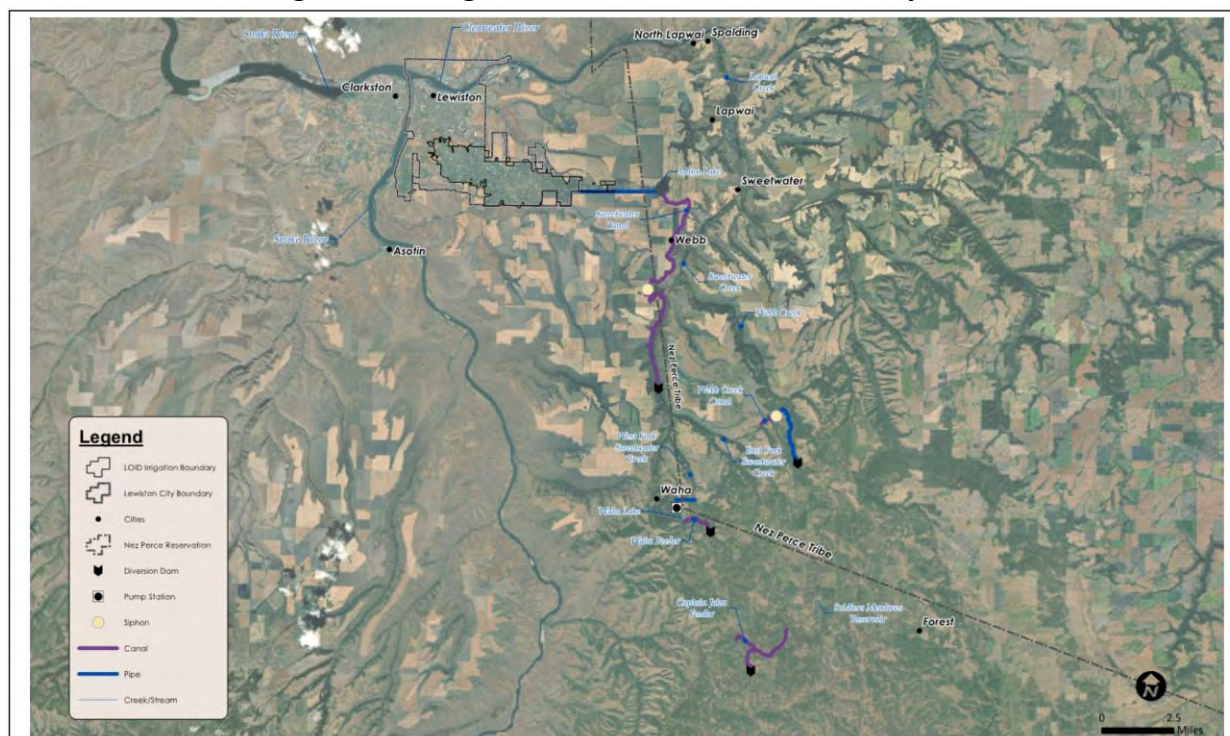 Snake River
Clearwater River
North Lapwai
Spalding
Lapwai
Creek
Clarkston
Lewiston
Lapwai
Sweetwater
Sweetwater
Canal
Snake River
Webb
Asotin
Sweetwater
Creek
Webb Creek
Nez Perce Tribe
Webb Creek
Canal
West Fork
Sweetwater
Creek
East Fork
Sweetwater
Creek
Waha
Waha Lake
Waha Feeder
Nez Perce Tribe
Captain John
Feeder
Soldiers Meadows
Reservoir
Forest
Legend
LOID Irrigation Boundary
Lewiston City Boundary
Cities
Nez Perce Reservation
Diversion Dam
Pump Station
Siphon
Canal
Pipe
Creek/Stream
N
0 2.5
Miles